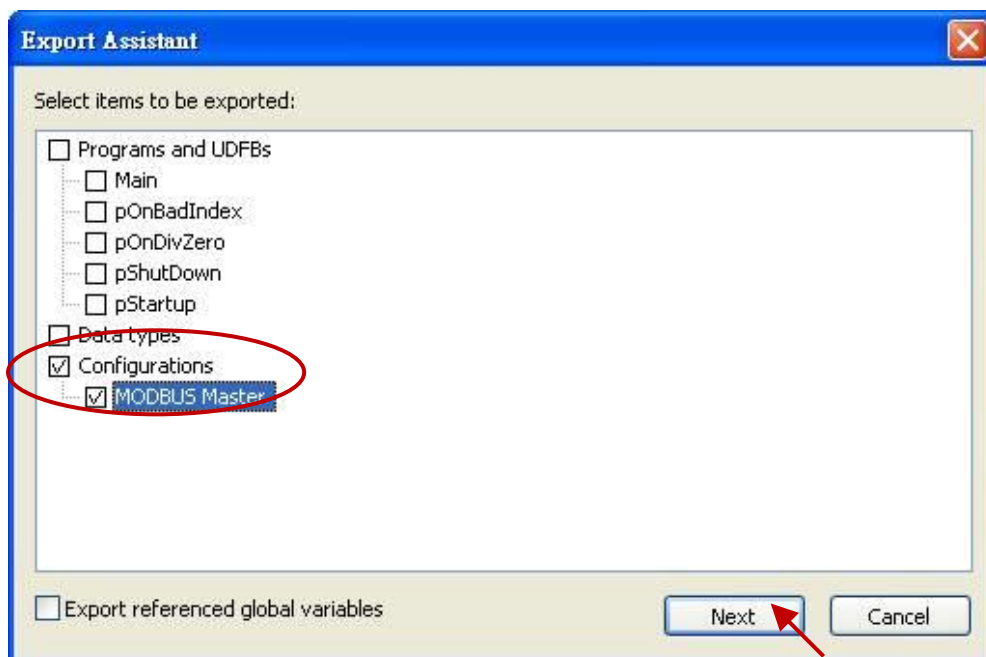 Export Assistant
Select items to be exported:
Programs and UDFBs
Main
pOnBadIndex
pOnDivZero
pShutDown
pStartup
Data types
Configurations
MODBUS Master
Export referenced global variables
Next
Cancel